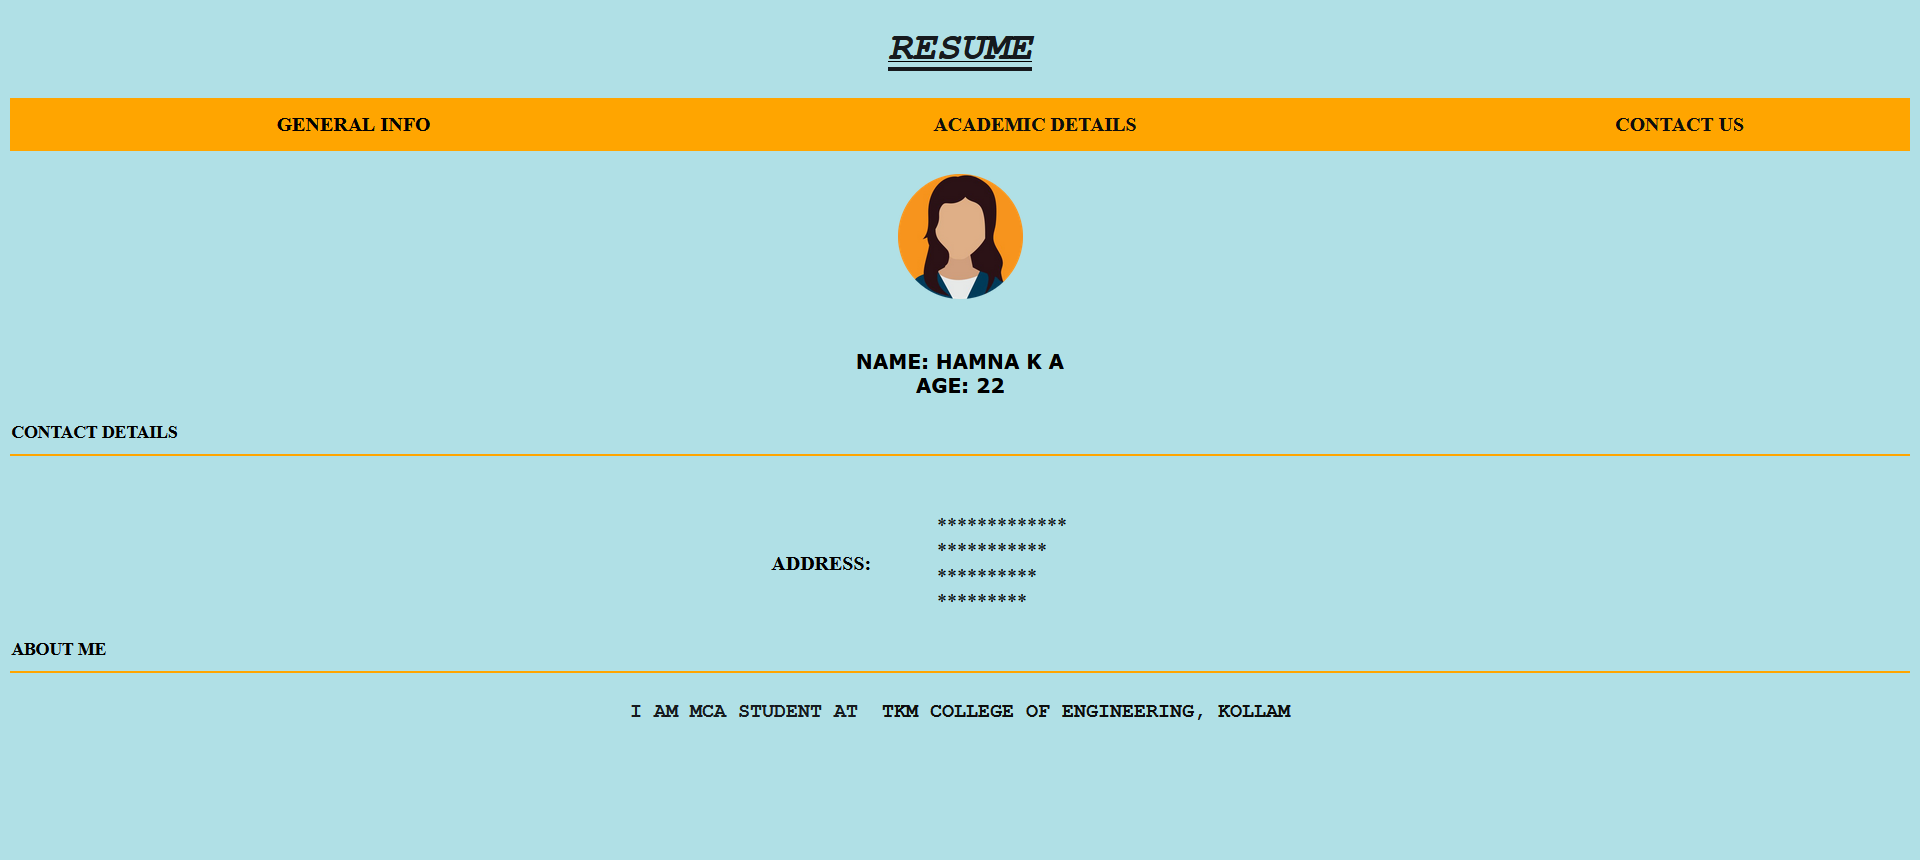 RESUME
GENERAL INFO ACADEMIC DETAILS CONTACT US
NAME: HAMNA K A
AGE: 22
CONTACT DETAILS
*************
***********
ADDRESS:
**********
*********
ABOUT ME
I AM MCA STUDENT AT TKM COLLEGE OF ENGINEERING, KOLLAM